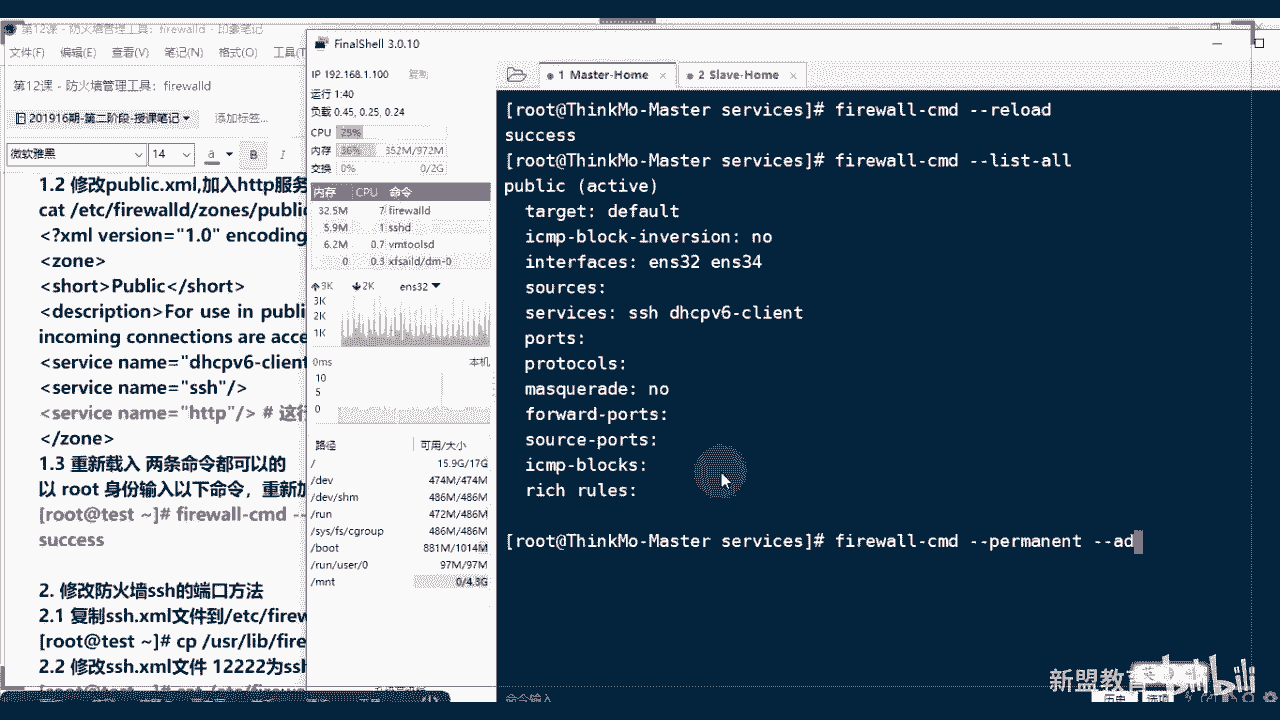 第12课 - 防火墙管理工具：firewalld - 印象笔记
文件(F) 编辑(E) 查看(V) 笔记(N) 格式(O) 工具(T
第12课 - 防火墙管理工具：firewalld
201916期-第二阶段-授课笔记 添加标签...
微软雅黑 14 a B I
1.2 修改public.xml,加入http服务
cat /etc/firewalld/zones/public
<?xml version="1.0" encoding
<zone>
<short>Public</short>
<description>For use in publi
incoming connections are acce
<service name="dhcpv6-client
<service name="ssh"/>
<service name="http"/> # 这行
</zone>
1.3 重新载入 两条命令都可以的
以 root 身份输入以下命令，重新加
[root@test ~]# firewall-cmd --
success
2. 修改防火墙ssh的端口方法
2.1 复制ssh.xml文件到/etc/firew
[root@test ~]# cp /usr/lib/fire
2.2 修改ssh.xml文件 12222为ssh
FinalShell 3.0.10
IP 192.168.1.100 复制
运行 1:40
负载 0.45, 0.25, 0.24
CPU 25%
内存 36% 352M/972M
交换 0% 0/2G
内存 CPU 命令
32.5M 7 firewalld
5.9M 1 sshd
6.2M 0.7 vmtoolsd
0 0.3 xfsaild/dm-0
3K 2K ens32
3K
2K
1K
0ms 本机
10
5
0
路径 可用/大小
/ 15.9G/17G
/dev 474M/474M
/dev/shm 486M/486M
/run 472M/486M
/sys/fs/cgroup 486M/486M
/boot 881M/1014M
/run/user/0 97M/97M
/mnt 0/4.3G
1 Master-Home 2 Slave-Home
[root@ThinkMo-Master services]# firewall-cmd --reload
success
[root@ThinkMo-Master services]# firewall-cmd --list-all
public (active)
target: default
icmp-block-inversion: no
interfaces: ens32 ens34
sources:
services: ssh dhcpv6-client
ports:
protocols:
masquerade: no
forward-ports:
source-ports:
icmp-blocks:
rich rules:
[root@ThinkMo-Master services]# firewall-cmd --permanent --ad
命令输入
历史 选项
新盟教育 bilibili